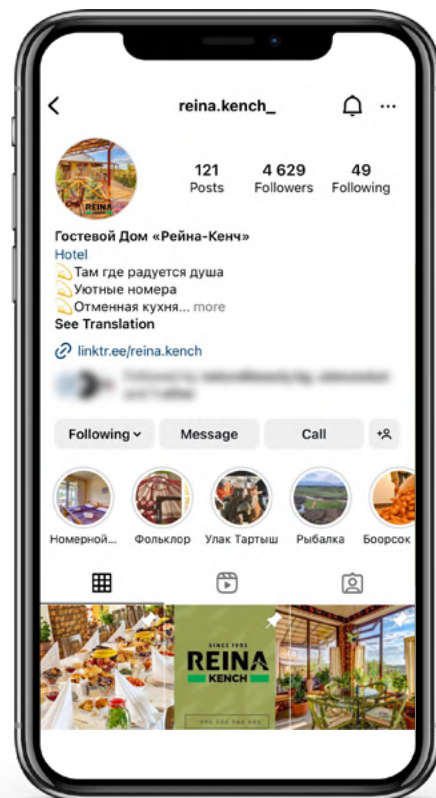 reina.kench_
REINA
121
4 629
49
Posts
Followers
Following
Гостевой Дом «Рейна-Кенч»
Hotel
Там где радуется душа
Уютные номера
Отменная кухня... more
See Translation
linktr.ee/reina.kench
Following
Message
Call
Номерной...
Фольклор
Улак Тартыш
Рыбалка
Боорсок
SINCE 1995
REINA
KENCH